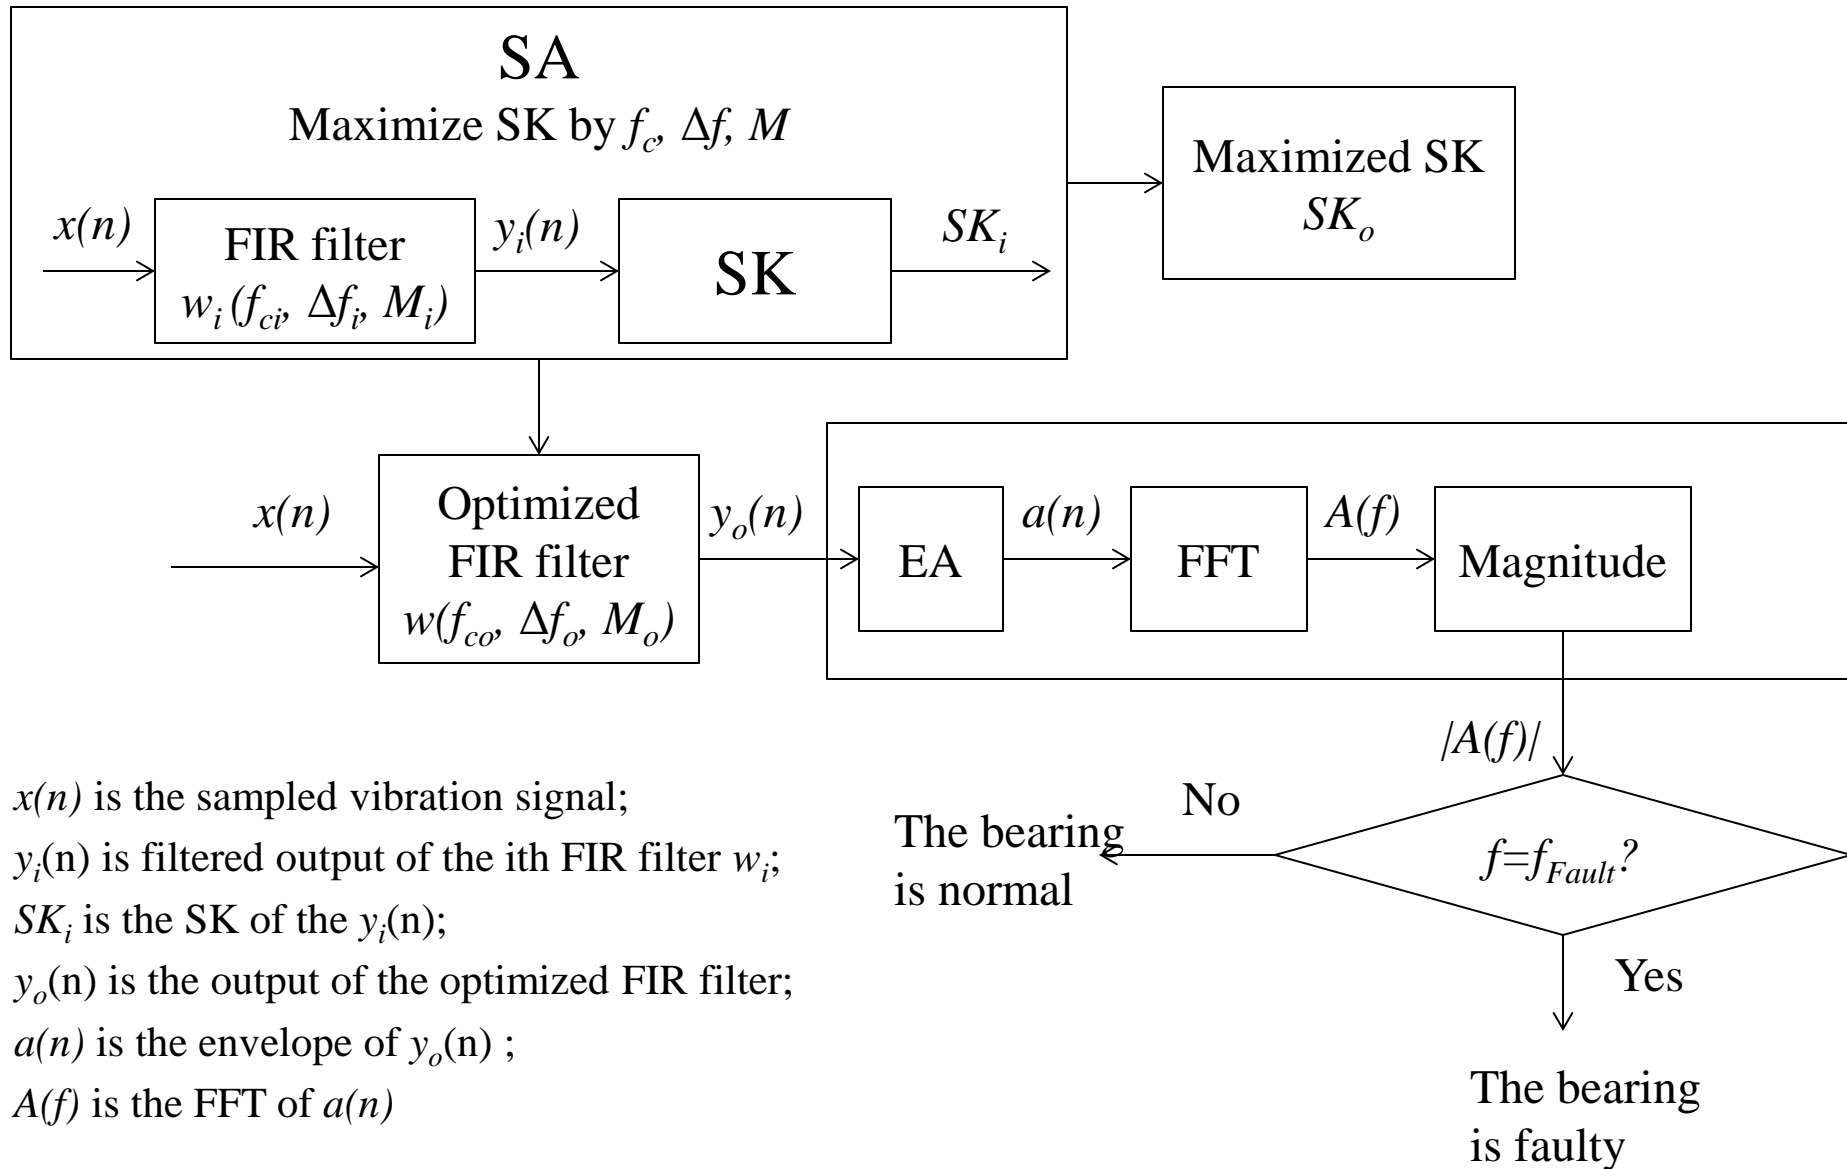 SA
Maximize SK by f_c, Δf, M
x(n)
FIR filter
w_i (f_ci, Δf_i, M_i)
y_i(n)
SK
SK_i
Maximized SK
SK_o
x(n)
Optimized
FIR filter
w(f_co, Δf_o, M_o)
y_o(n)
EA
a(n)
FFT
A(f)
Magnitude
|A(f)|
f=f_Fault?
No
The bearing
is normal
Yes
The bearing
is faulty
x(n) is the sampled vibration signal;
y_i(n) is filtered output of the ith FIR filter w_i;
SK_i is the SK of the y_i(n);
y_o(n) is the output of the optimized FIR filter;
a(n) is the envelope of y_o(n) ;
A(f) is the FFT of a(n)